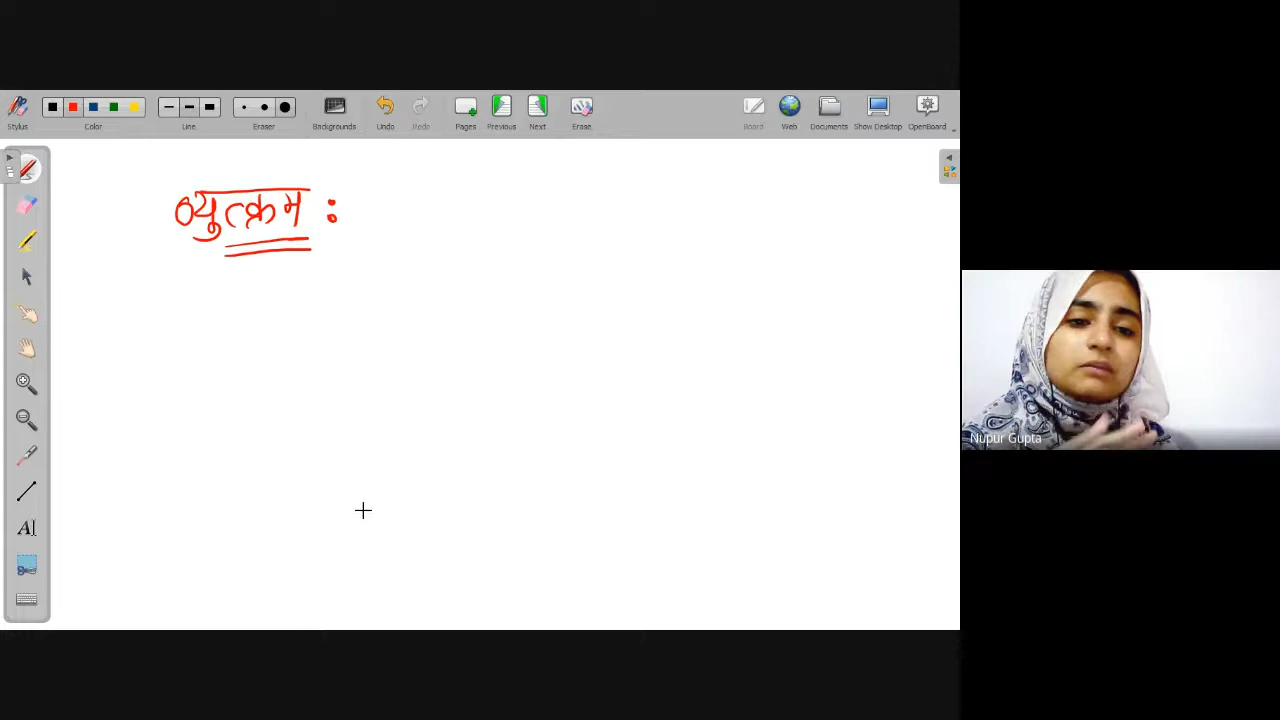 Stylus
Color
Line
Eraser
Backgrounds
Undo
Redo
Pages
Previous
Next
Erase
Board
Web
Documents
Show Desktop
OpenBoard
व्युत्क्रम :
A
Nupur Gupta